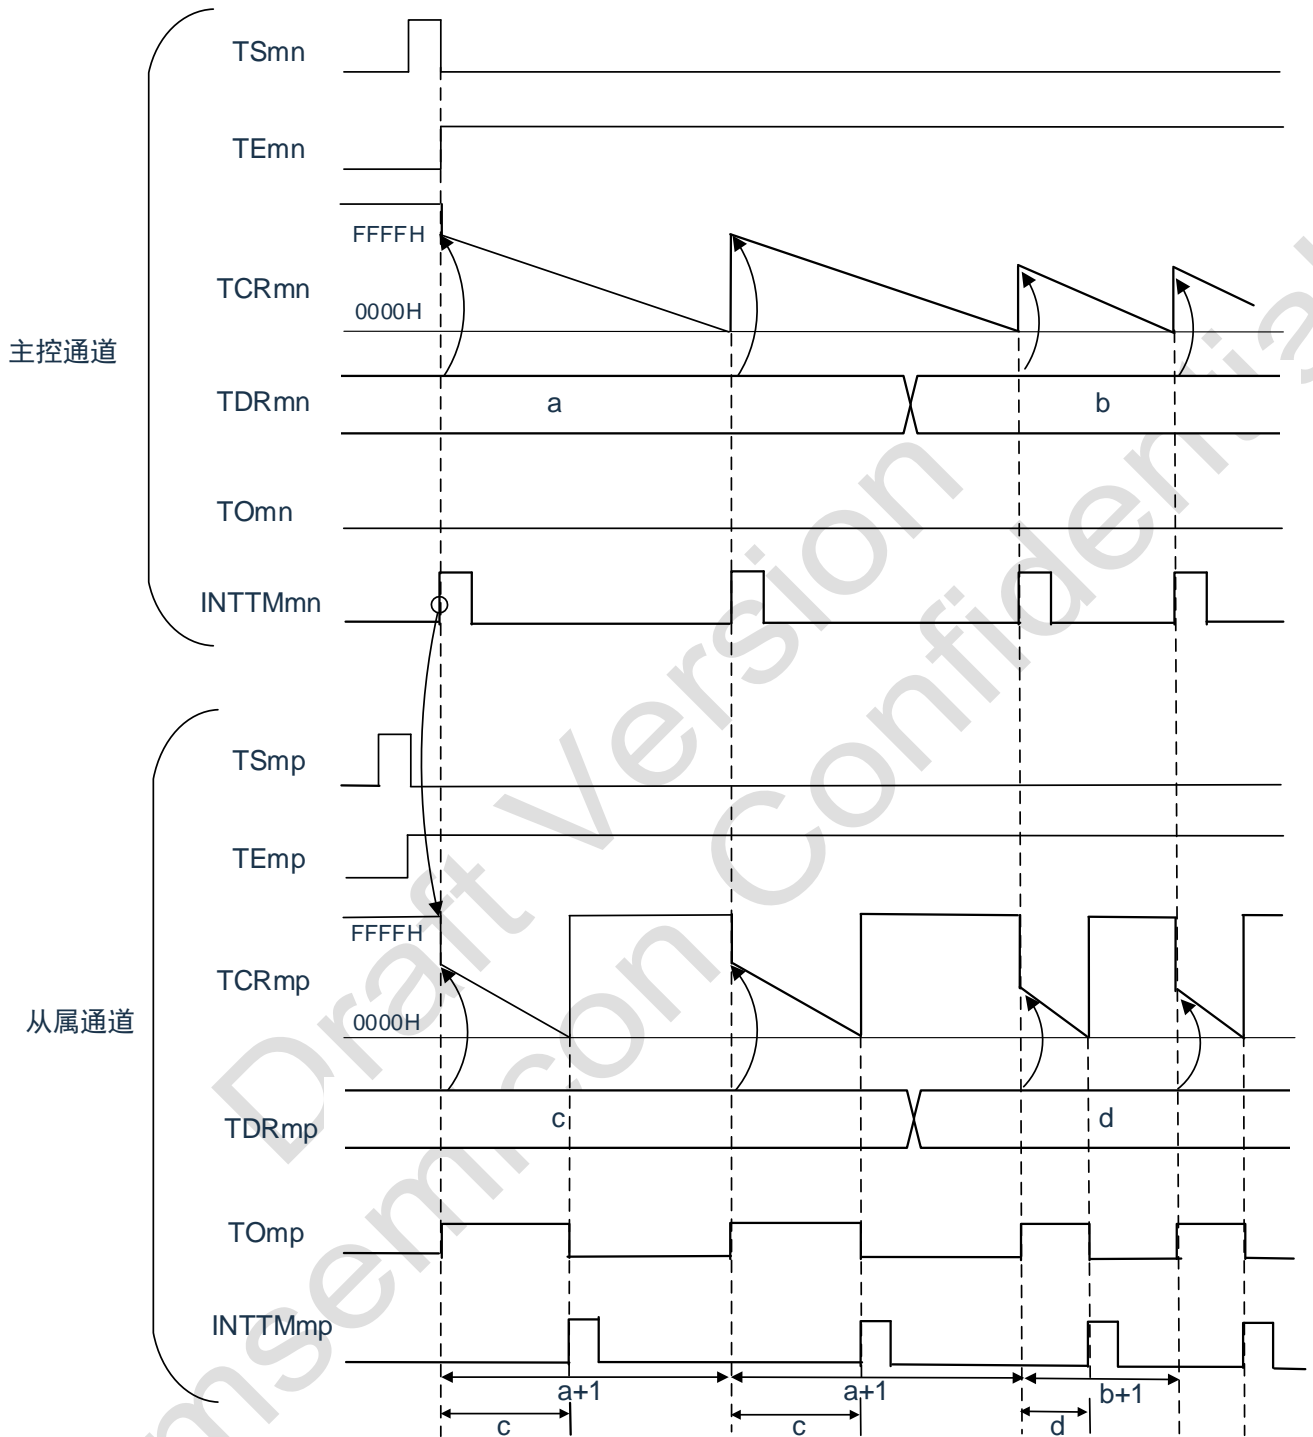 TSmn
TEmn
FFFFH
TCRmn
0000H
主控通道
TDRmn
a
b
TOmn
INTTMmn
TSmp
TEmp
FFFFH
TCRmp
0000H
从属通道
TDRmp
c
d
TOmp
INTTMmp
a+1
a+1
b+1
c
c
d
Draft Version
msemicon Confidential